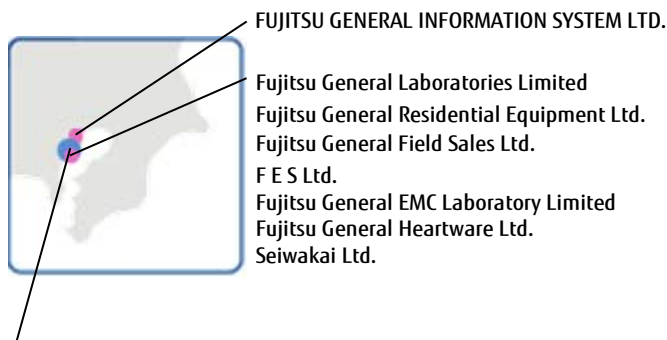 FUJITSU GENERAL INFORMATION SYSTEM LTD.
Fujitsu General Laboratories Limited
Fujitsu General Residential Equipment Ltd.
Fujitsu General Field Sales Ltd.
F E S Ltd.
Fujitsu General EMC Laboratory Limited
Fujitsu General Heartware Ltd.
Seiwakai Ltd.